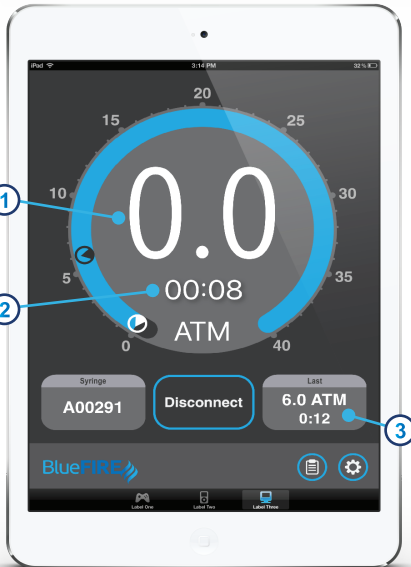 iPad 3:14 PM 32%
20
15 25
10 30
1
0.0
5 35
2
00:08
0 ATM 40
Syringe
A00291
Disconnect
Last
6.0 ATM
0:12
3
BlueFIRE
Label One Label Two Label Three